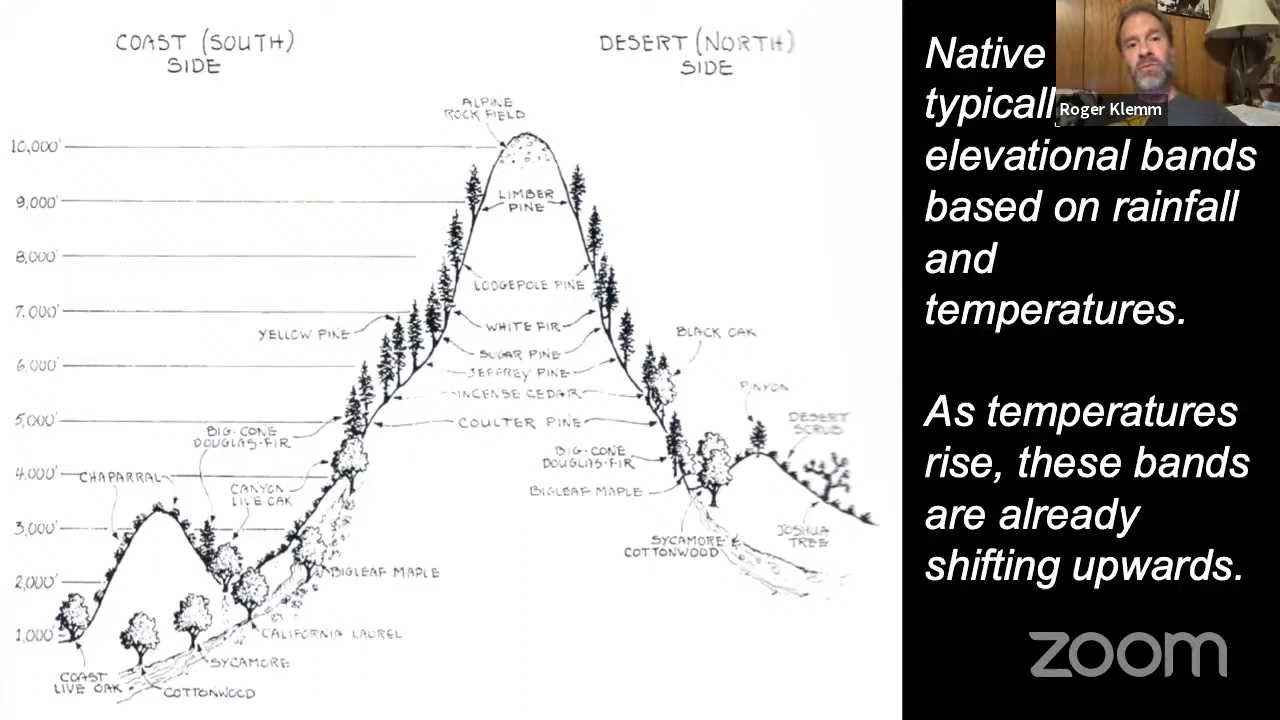 COAST (SOUTH)
SIDE
DESERT (NORTH)
SIDE
ALPINE
ROCK FIELD
10,000'
9,000'
8,000'
7,000'
6,000'
5,000'
4,000'
3,000'
2,000'
1,000'
LIMBER
PINE
LODGEPOLE PINE
WHITE FIR
SUGAR PINE
JEFFREY PINE
INCENSE CEDAR
COULTER PINE
YELLOW PINE
BIG-CONE
DOUGLAS-FIR
CHAPARRAL
CANYON
LIVE OAK
BIGLEAF MAPLE
CALIFORNIA LAUREL
SYCAMORE
COTTONWOOD
COAST
LIVE OAK
BLACK OAK
PINYON
DESERT
SCRUB
BIG-CONE
DOUGLAS-FIR
BIGLEAF MAPLE
SYCAMORE &
COTTONWOOD
JOSHUA
TREE
Native
typically
elevational bands
based on rainfall
and
temperatures.
As temperatures
rise, these bands
are already
shifting upwards.
Roger Klemm
zoom